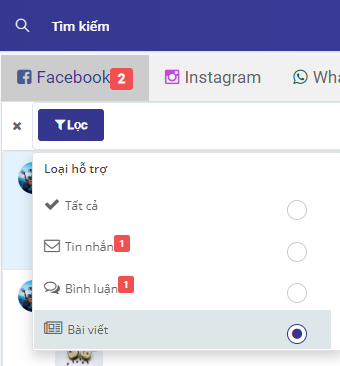 Tìm kiếm
Facebook 2 Instagram Wha
Lọc
Loại hỗ trợ
Tất cả
Tin nhắn 1
Bình luận 1
Bài viết